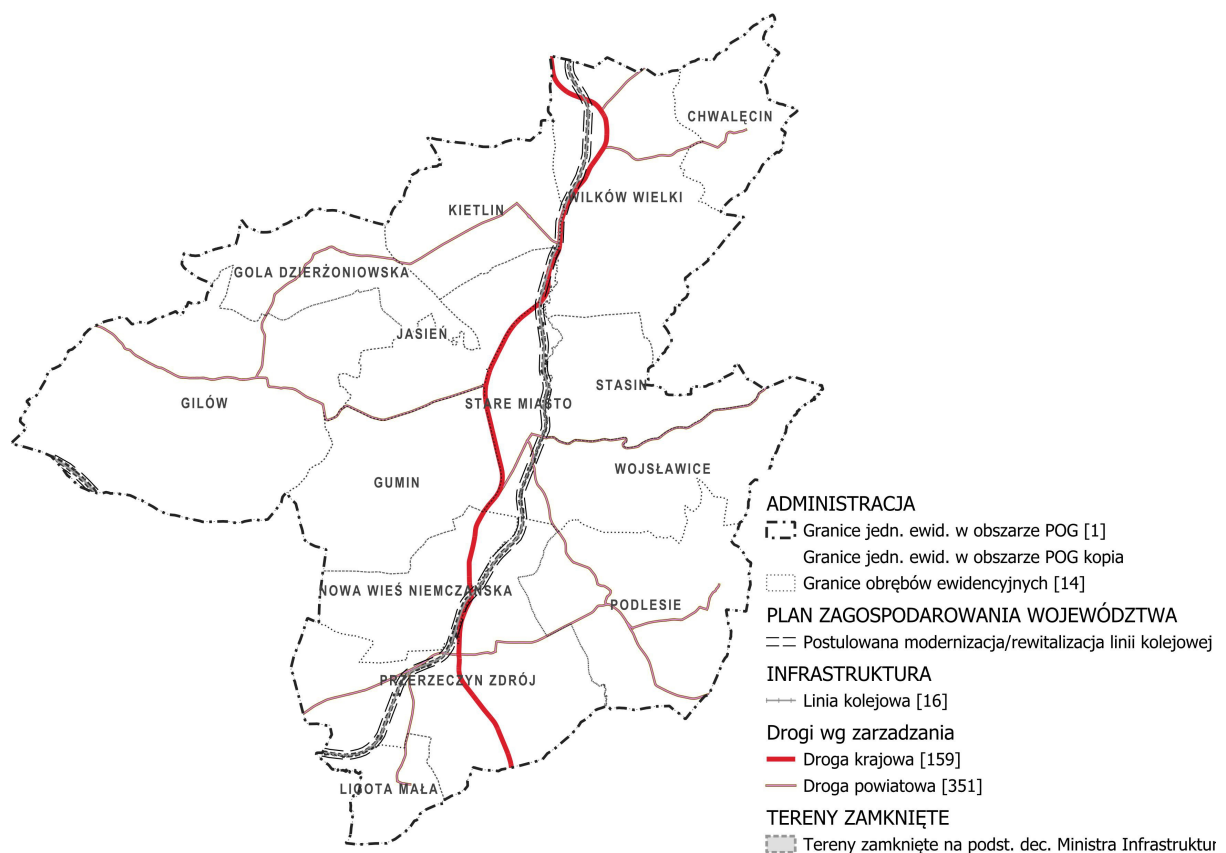 CHWALĘCIN
WILKÓW WIELKI
KIETLIN
GOLA DZIERŻONIOWSKA
JASIEŃ
STASIN
GILÓW
STARE MIASTO
WOJSŁAWICE
GUMIN
NOWA WIEŚ NIEMCZAŃSKA
PODLESIE
PRZERZECZYN ZDRÓJ
LIGOTA MAŁA
ADMINISTRACJA
Granice jedn. ewid. w obszarze POG [1]
Granice jedn. ewid. w obszarze POG kopia
Granice obrębów ewidencyjnych [14]
PLAN ZAGOSPODAROWANIA WOJEWÓDZTWA
Postulowana modernizacja/rewitalizacja linii kolejowej
INFRASTRUKTURA
Linia kolejowa [16]
Drogi wg zarzadzania
Droga krajowa [159]
Droga powiatowa [351]
TERENY ZAMKNIĘTE
Tereny zamknięte na podst. dec. Ministra Infrastruktur